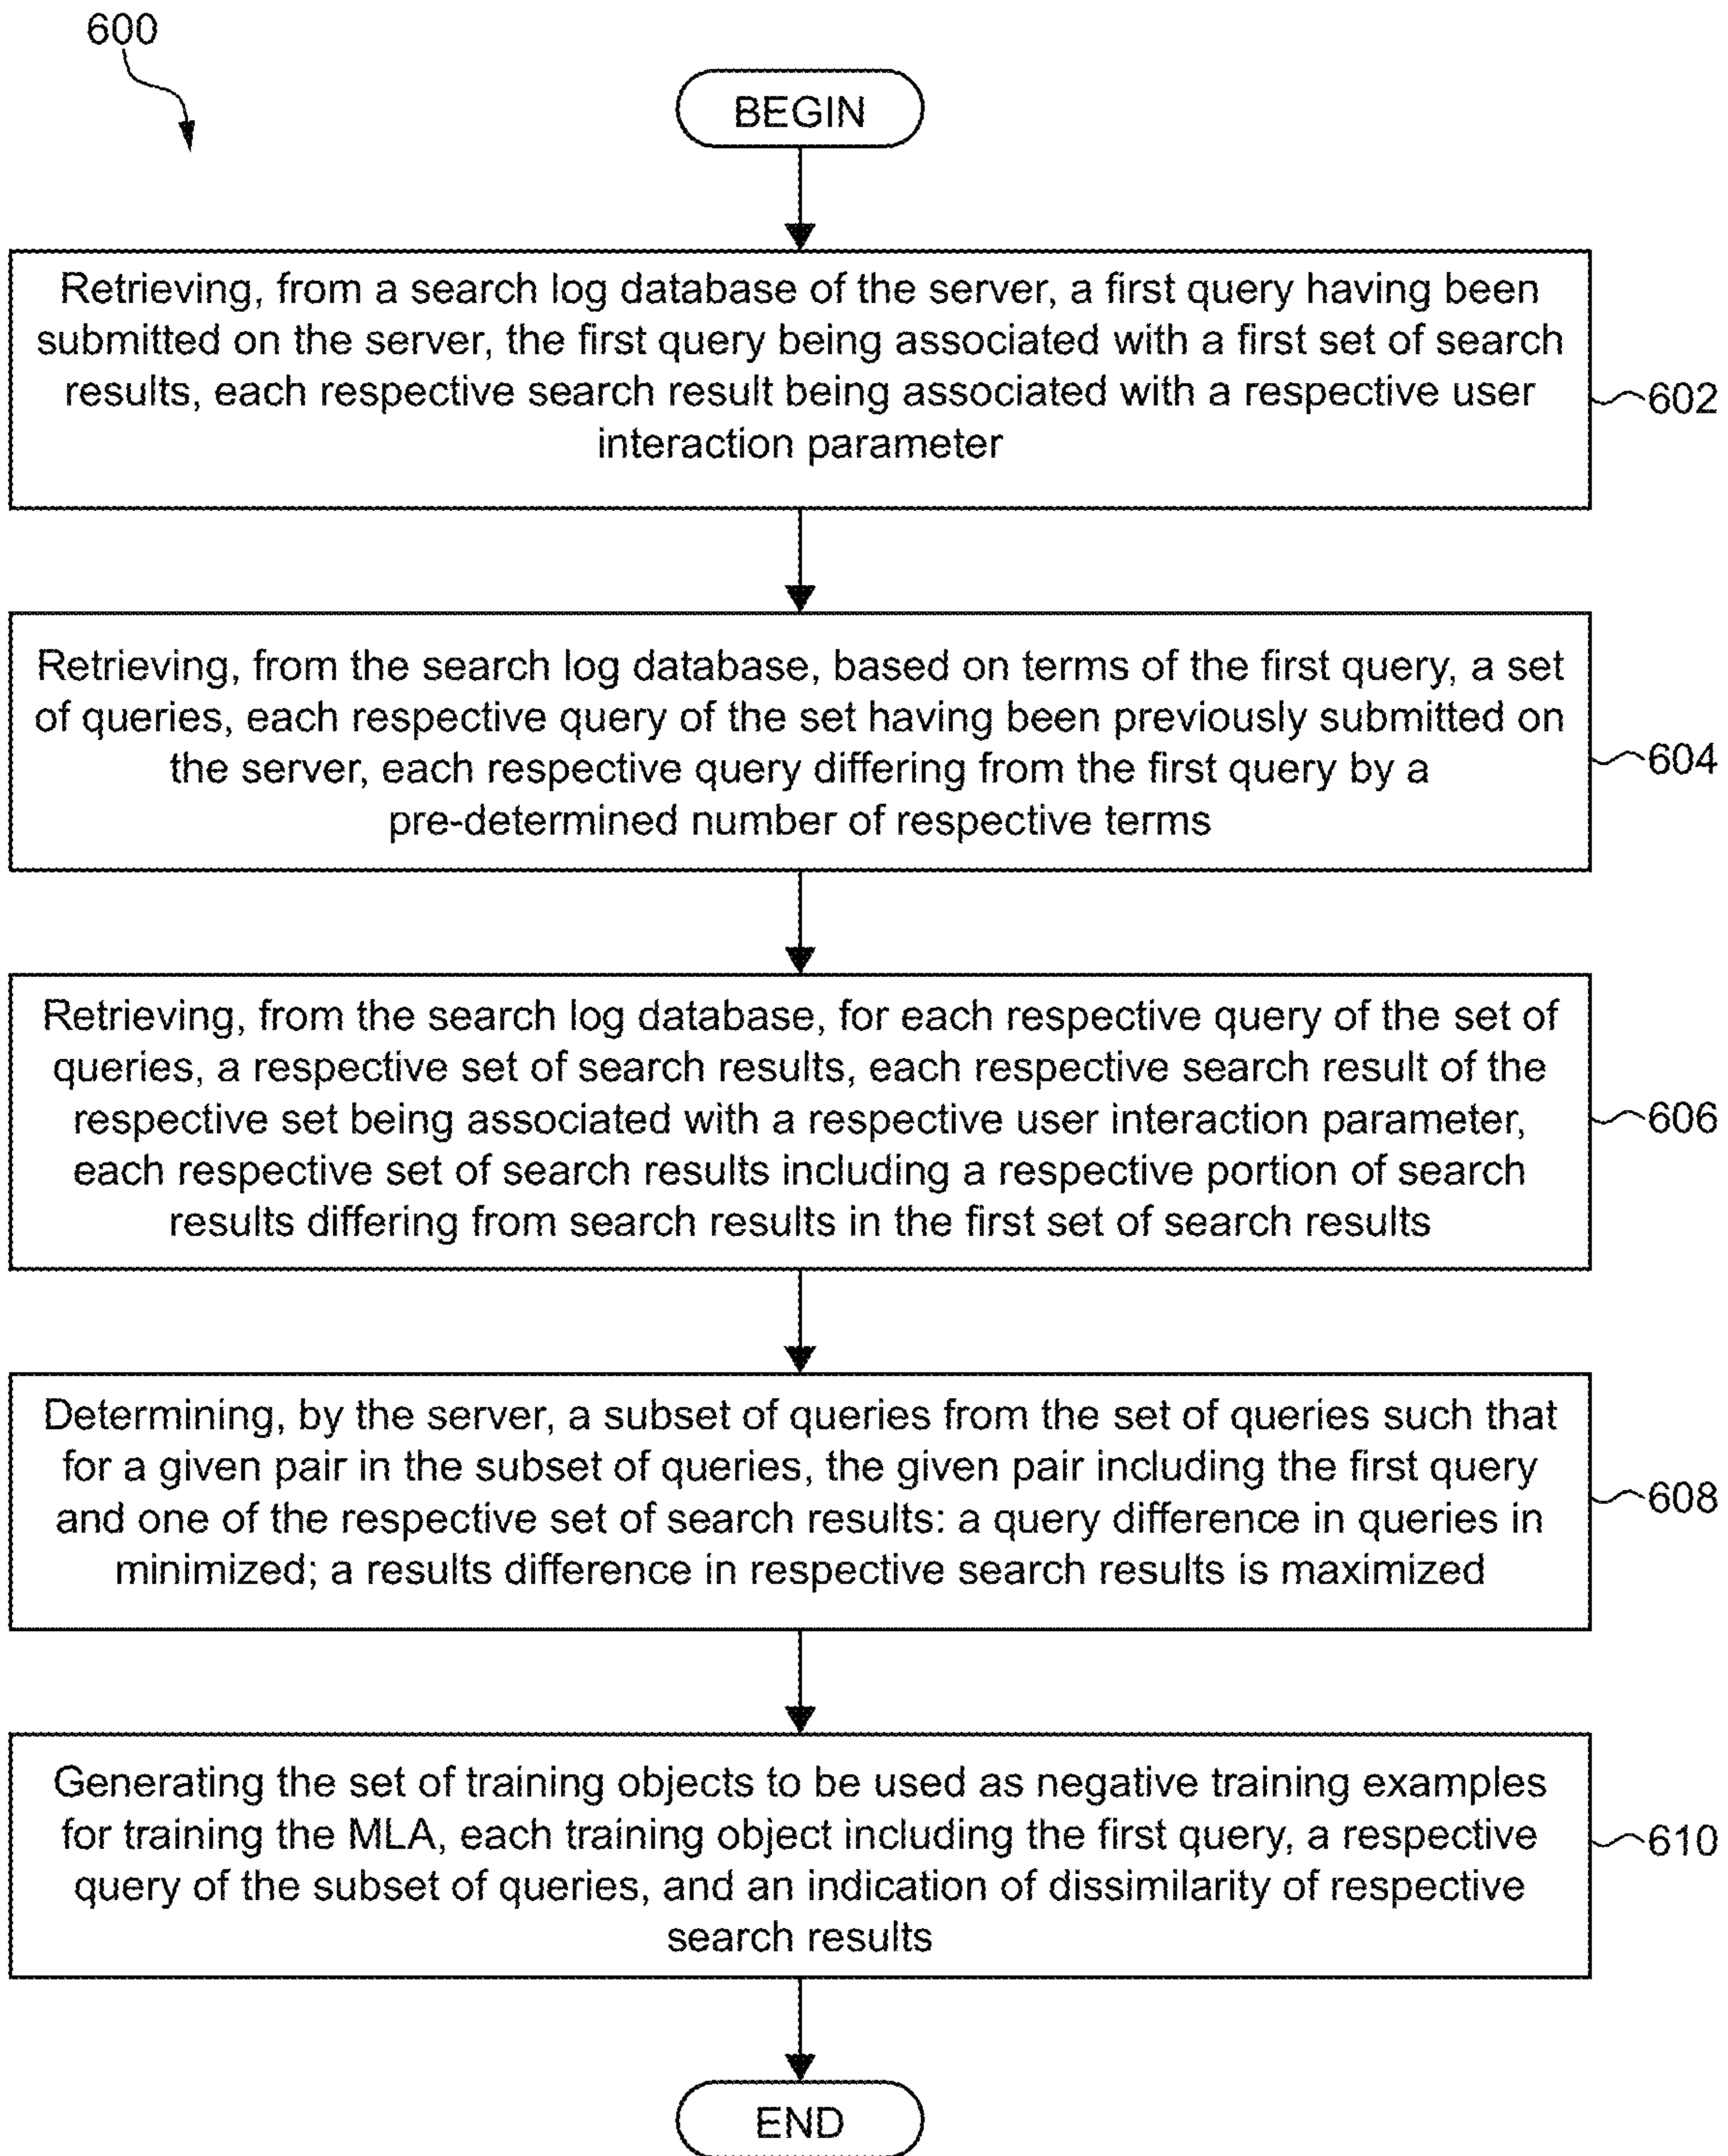 600
BEGIN
Retrieving, from a search log database of the server, a first query having been
submitted on the server, the first query being associated with a first set of search
results, each respective search result being associated with a respective user
interaction parameter
602
Retrieving, from the search log database, based on terms of the first query, a set
of queries, each respective query of the set having been previously submitted on
the server, each respective query differing from the first query by a
pre-determined number of respective terms
604
Retrieving, from the search log database, for each respective query of the set of
queries, a respective set of search results, each respective search result of the
respective set being associated with a respective user interaction parameter,
each respective set of search results including a respective portion of search
results differing from search results in the first set of search results
606
Determining, by the server, a subset of queries from the set of queries such that
for a given pair in the subset of queries, the given pair including the first query
and one of the respective set of search results: a query difference in queries in
minimized; a results difference in respective search results is maximized
608
Generating the set of training objects to be used as negative training examples
for training the MLA, each training object including the first query, a respective
query of the subset of queries, and an indication of dissimilarity of respective
search results
610
END